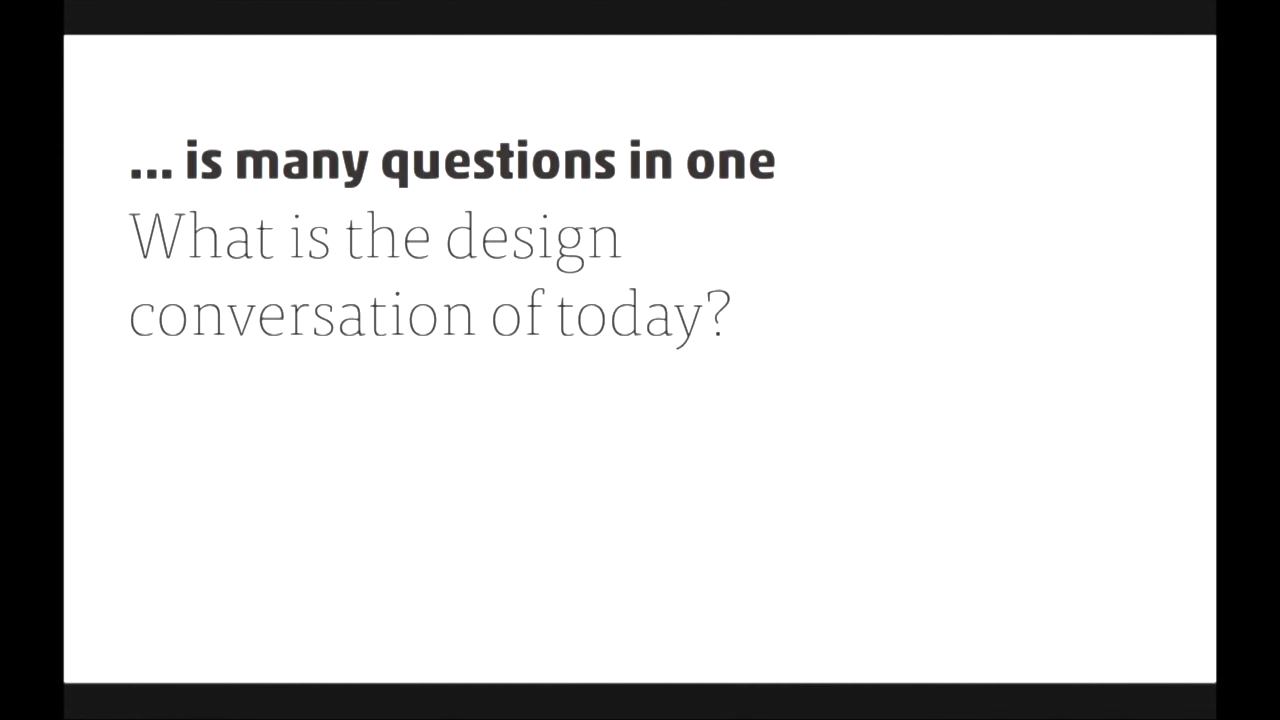 ... is many questions in one
What is the design
conversation of today?